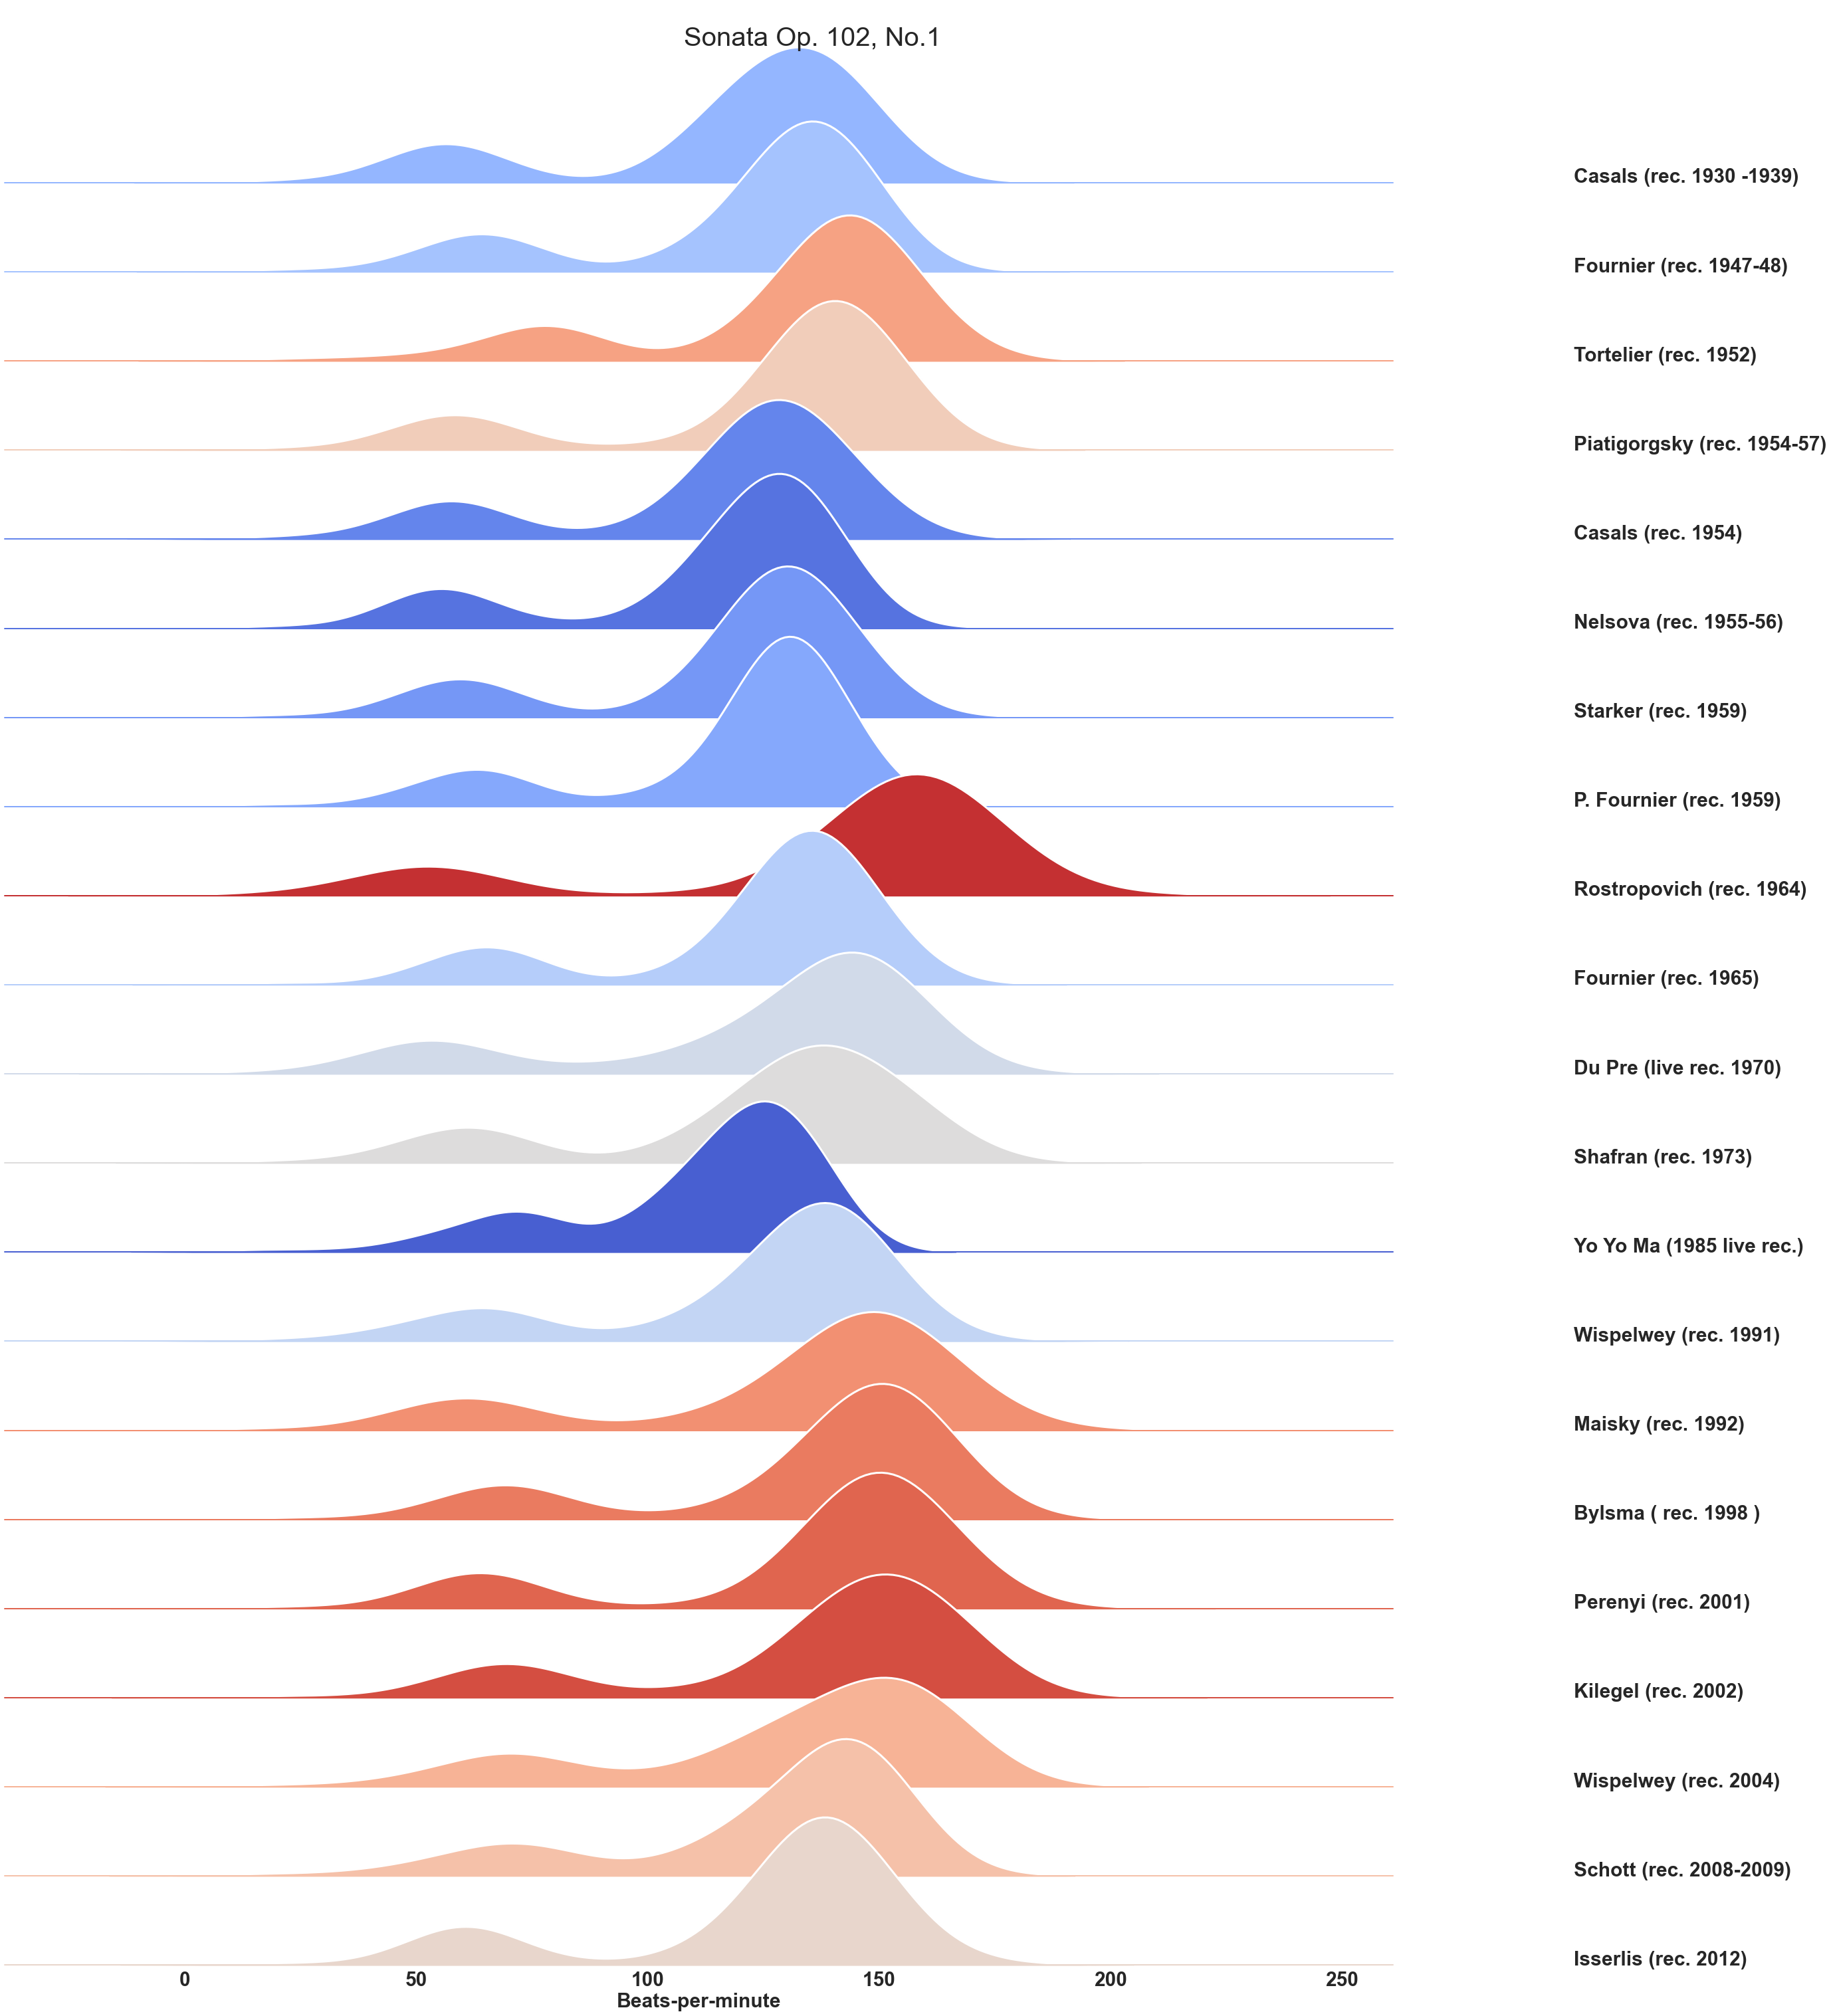 Sonata Op. 102, No.1
Casals (rec. 1930 -1939)
Fournier (rec. 1947-48)
Tortelier (rec. 1952)
Piatigorgsky (rec. 1954-57)
Casals (rec. 1954)
Nelsova (rec. 1955-56)
Starker (rec. 1959)
P. Fournier (rec. 1959)
Rostropovich (rec. 1964)
Fournier (rec. 1965)
Du Pre (live rec. 1970)
Shafran (rec. 1973)
Yo Yo Ma (1985 live rec.)
Wispelwey (rec. 1991)
Maisky (rec. 1992)
Bylsma ( rec. 1998 )
Perenyi (rec. 2001)
Kilegel (rec. 2002)
Wispelwey (rec. 2004)
Schott (rec. 2008-2009)
Isserlis (rec. 2012)
0 50 100 150 200 250
Beats-per-minute